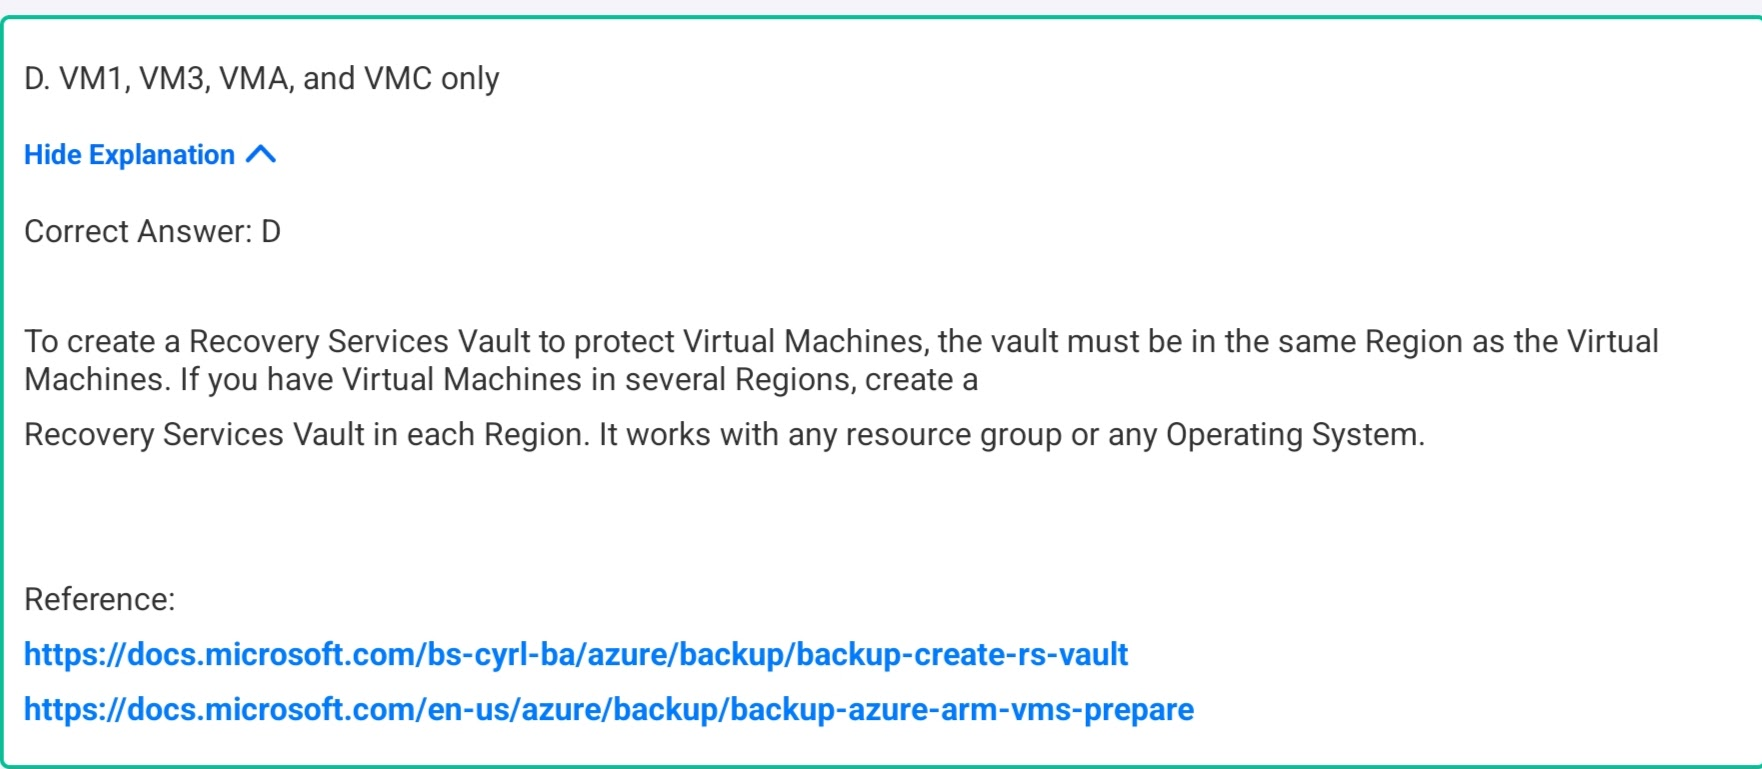 D. VM1, VM3, VMA, and VMC only
Hide Explanation
Correct Answer: D
To create a Recovery Services Vault to protect Virtual Machines, the vault must be in the same Region as the Virtual
Machines. If you have Virtual Machines in several Regions, create a
Recovery Services Vault in each Region. It works with any resource group or any Operating System.
Reference:
https://docs.microsoft.com/bs-cyrl-ba/azure/backup/backup-create-rs-vault
https://docs.microsoft.com/en-us/azure/backup/backup-azure-arm-vms-prepare